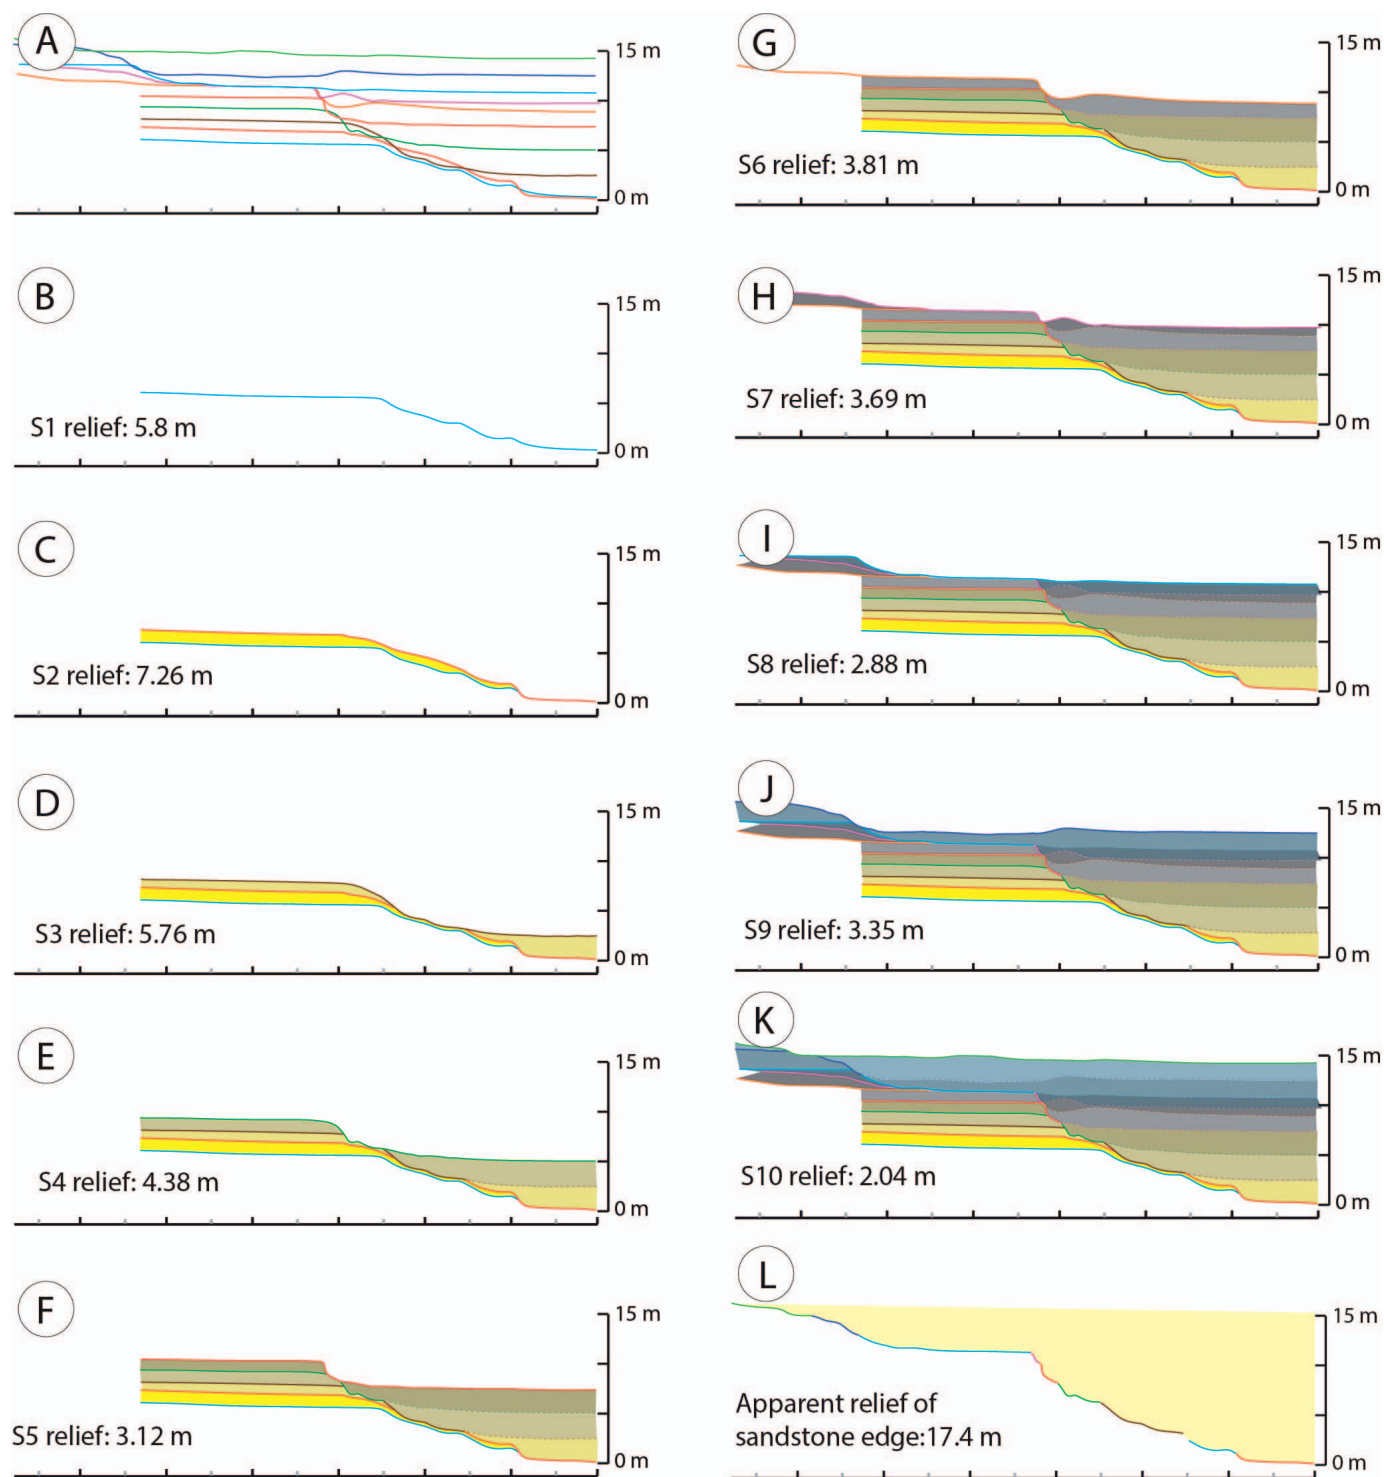 A
15 m
0 m
B
15 m
S1 relief: 5.8 m
0 m
C
15 m
S2 relief: 7.26 m
0 m
D
15 m
S3 relief: 5.76 m
0 m
E
15 m
S4 relief: 4.38 m
0 m
F
15 m
S5 relief: 3.12 m
0 m
G
15 m
S6 relief: 3.81 m
0 m
H
15 m
S7 relief: 3.69 m
0 m
I
15 m
S8 relief: 2.88 m
0 m
J
15 m
S9 relief: 3.35 m
0 m
K
15 m
S10 relief: 2.04 m
0 m
L
15 m
Apparent relief of
sandstone edge:17.4 m
0 m